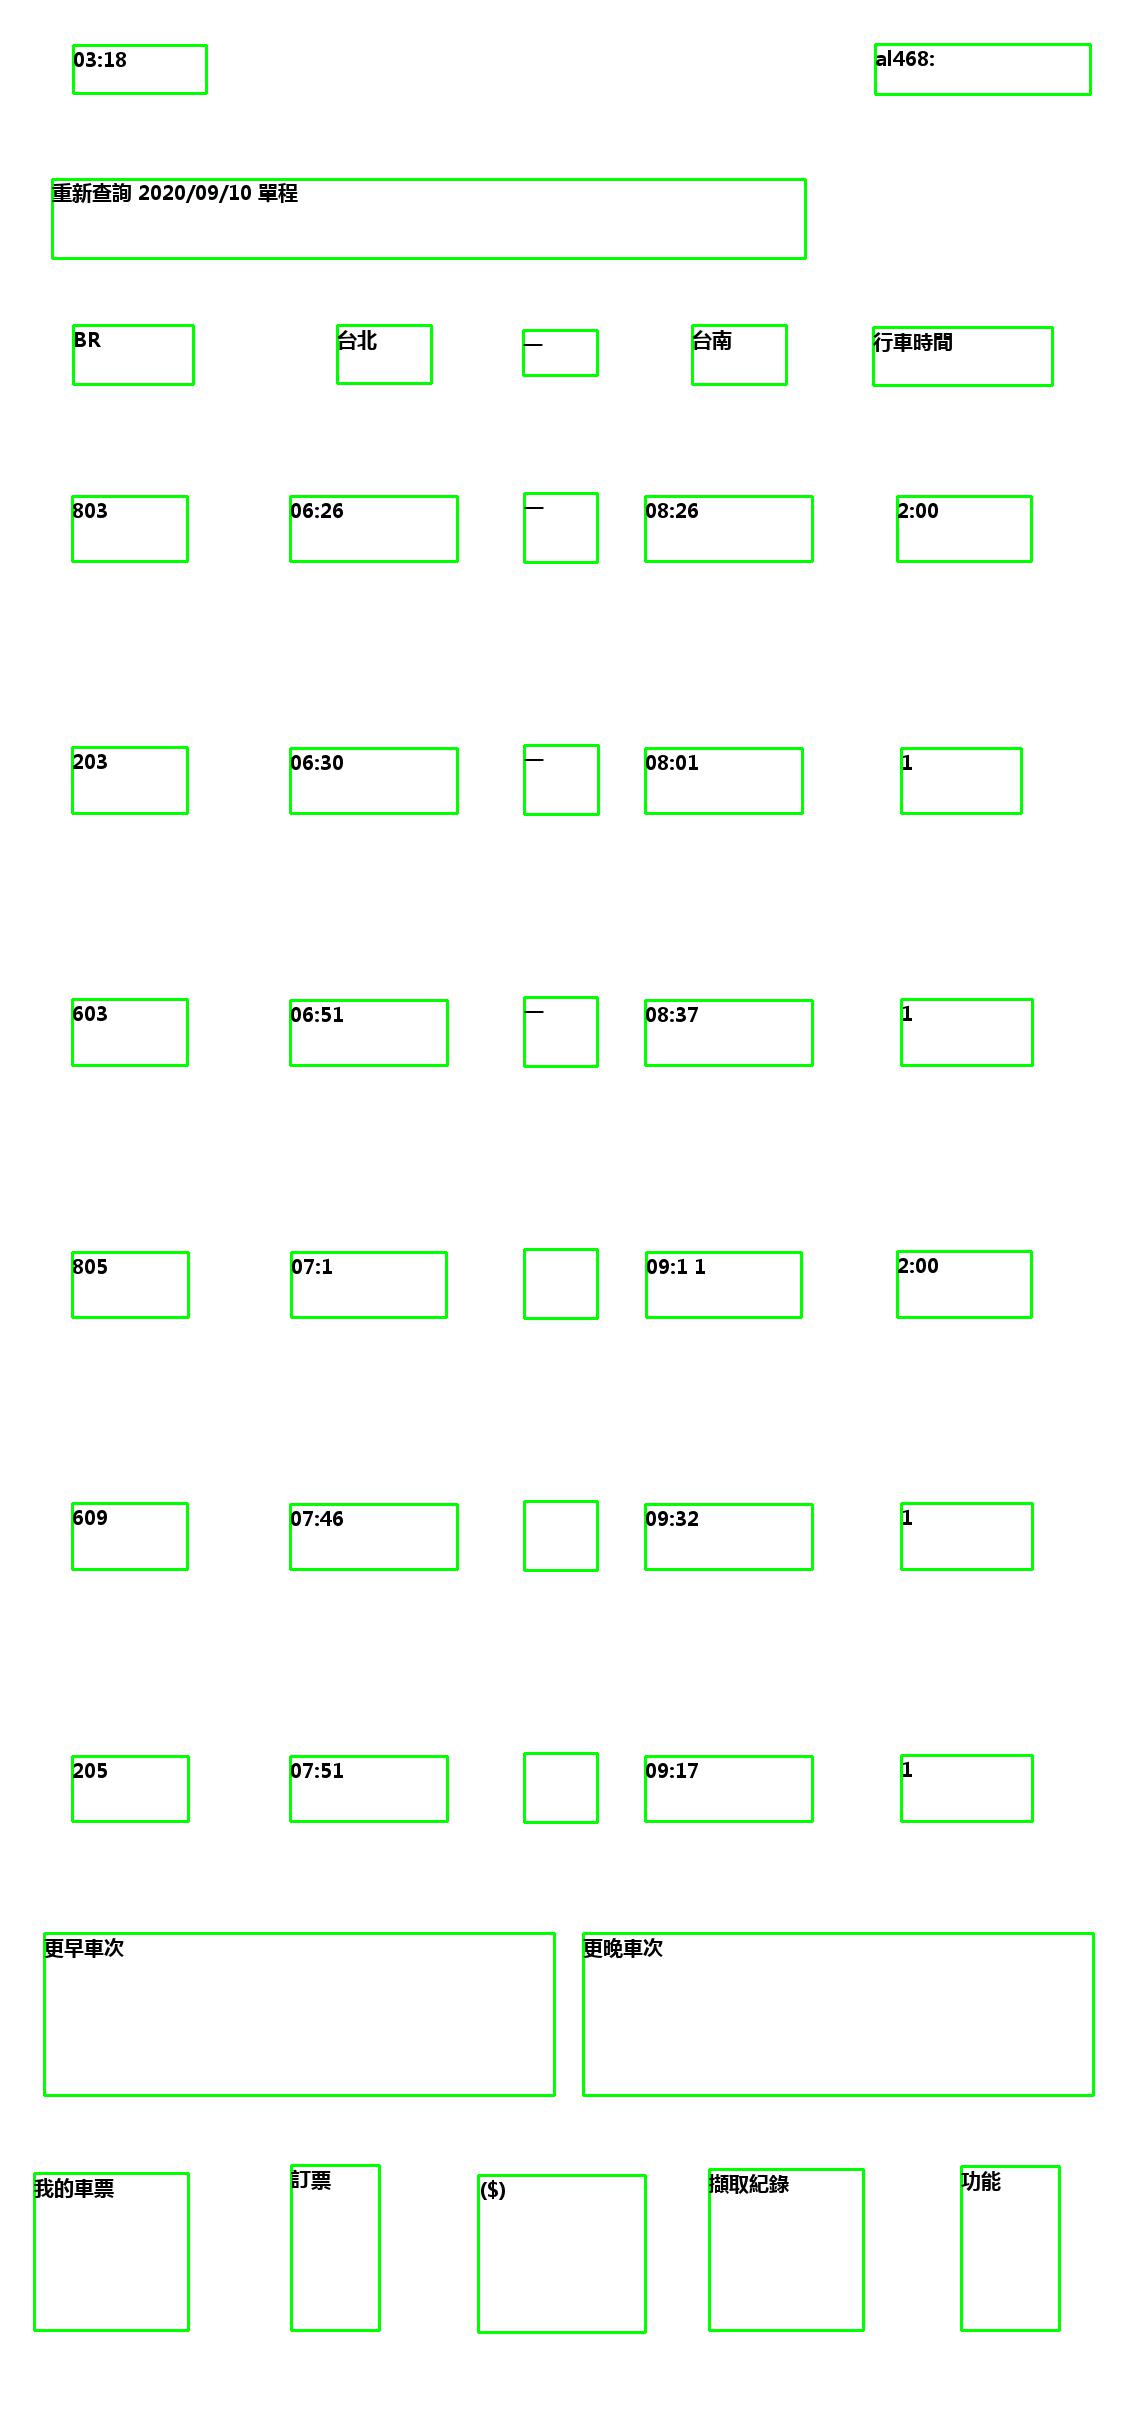 03:18 al468:
重新查詢 2020/09/10 單程
BR 台北 — 台南 行車時間
803 06:26 — 08:26 2:00
203 06:30 — 08:01 1
603 06:51 — 08:37 1
805 07:1 09:1 1 2:00
609 07:46 09:32 1
205 07:51 09:17 1
更早車次 更晚車次
我的車票 訂票 ($) 擷取紀錄 功能